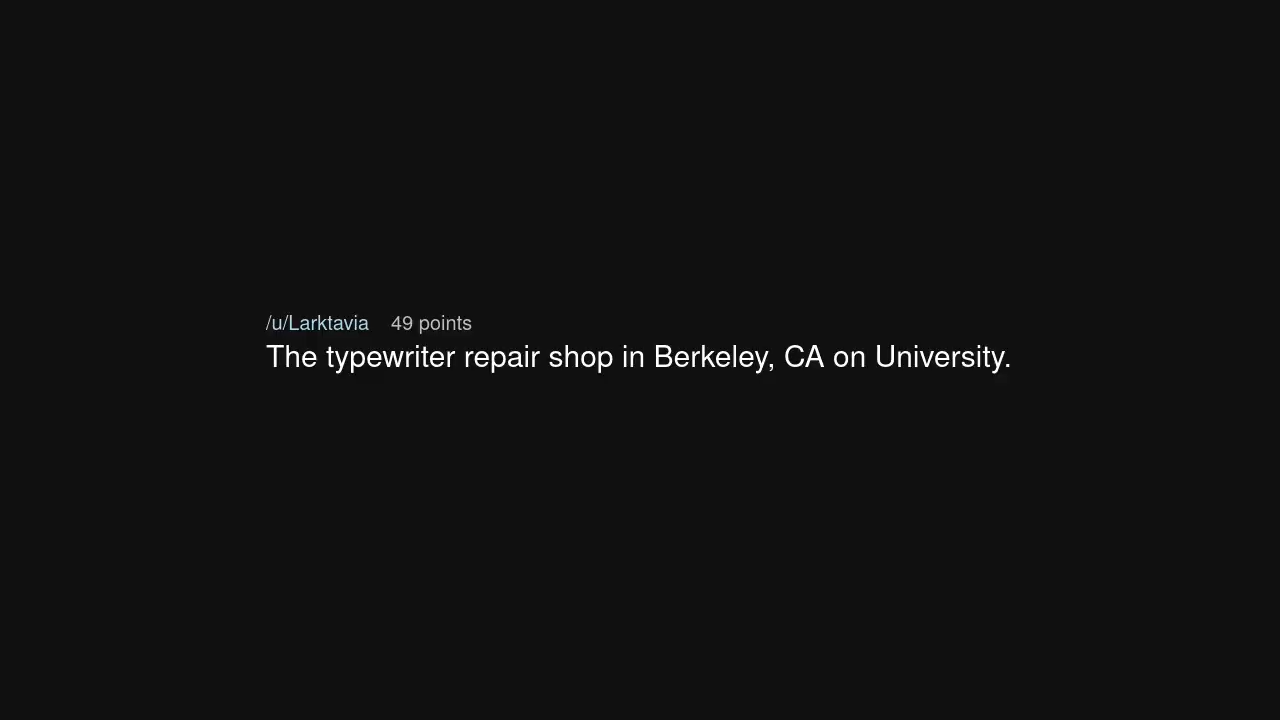 /u/Larktavia 49 points
The typewriter repair shop in Berkeley, CA on University.